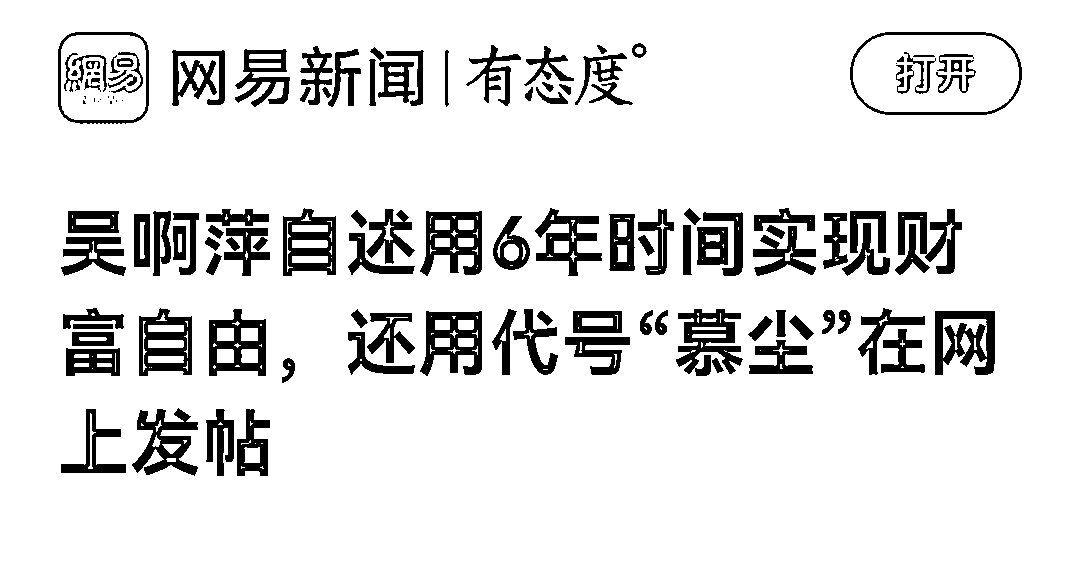 網易
网易新闻 | 有态度°
打开
吴啊萍自述用6年时间实现财
富自由，还用代号“慕尘”在网
上发帖